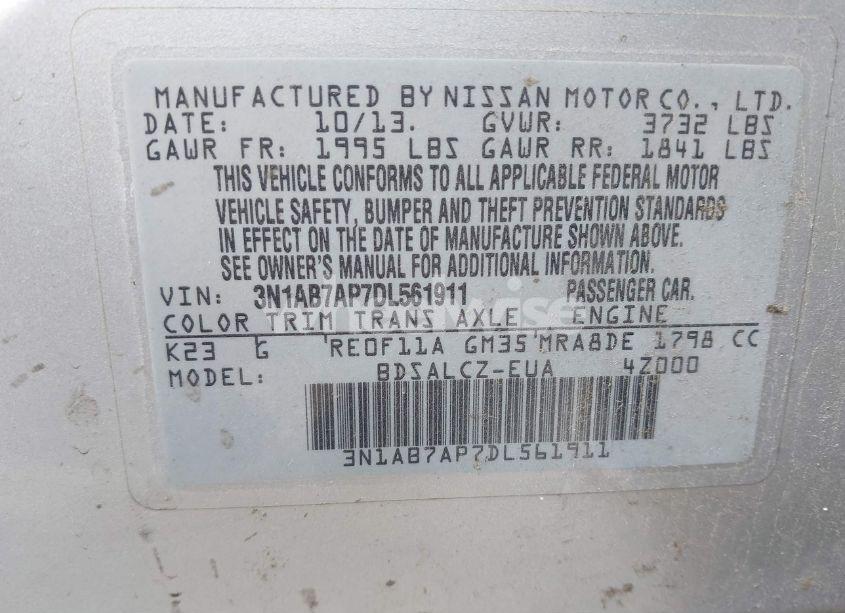 MANUFACTURED BY NISSAN MOTOR CO., LTD.
DATE: 10/13. GVWR: 3732 LBS
GAWR FR: 1995 LBS GAWR RR: 1841 LBS
THIS VEHICLE CONFORMS TO ALL APPLICABLE FEDERAL MOTOR
VEHICLE SAFETY, BUMPER AND THEFT PREVENTION STANDARDS
IN EFFECT ON THE DATE OF MANUFACTURE SHOWN ABOVE.
SEE OWNER'S MANUAL FOR ADDITIONAL INFORMATION.
VIN: 3N1AB7AP7DL561911 PASSENGER CAR.
COLOR TRIM TRANS AXLE ENGINE
K23 G RE0F11A GM35 MRA8DE 1798 CC
MODEL: BDSALCZ-EUA 4Z000
3N1AB7AP7DL561911